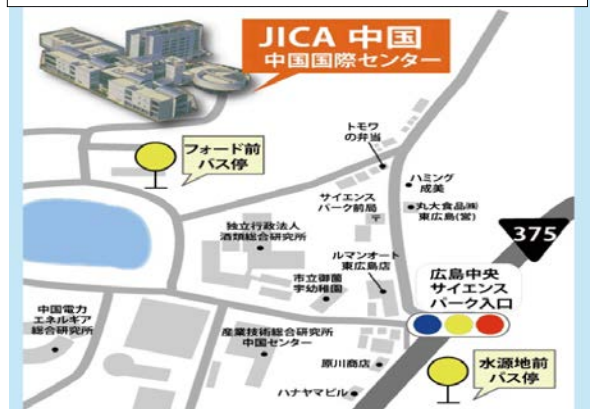 JICA 中国
中国国際センター
トモワ
の弁当
フォード前
バス停
ハミング
成美
サイエンス
パーク前局
丸大食品㈱
東広島(営)
独立行政法人
酒類総合研究所
375
ルマンオート
東広島店
市立御薗
宇幼稚園
広島中央
サイエンス
パーク入口
中国電力
エネルギア
総合研究所
産業技術総合研究所
中国センター
原川商店
水源地前
バス停
ハナヤマビル